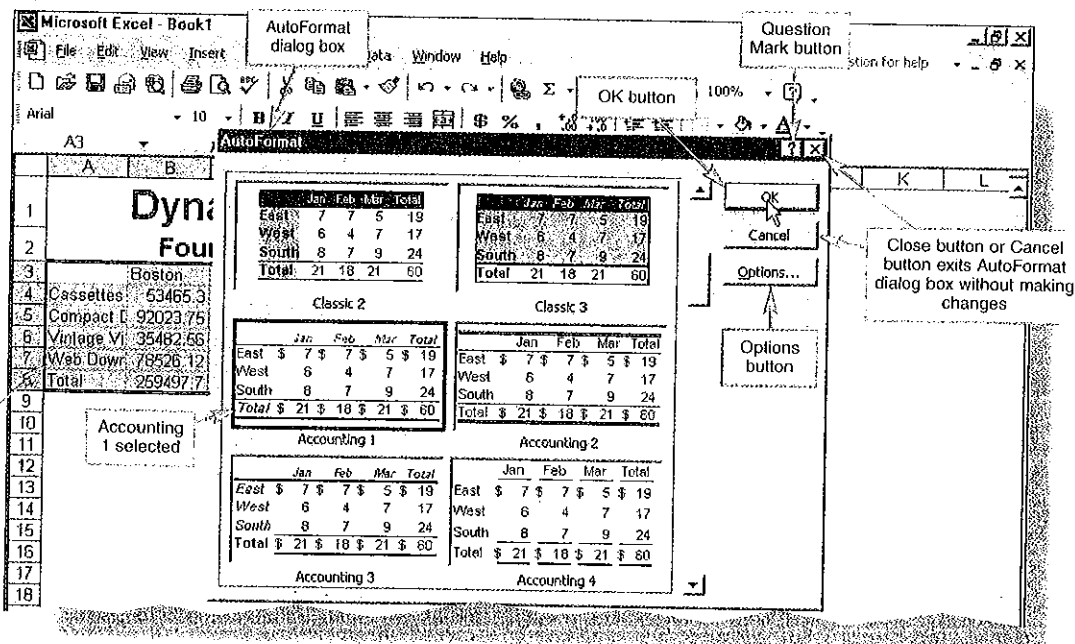 Microsoft Excel - Book1
File Edit View Insert
ata Window Help
stion for help
100%
Arial
10
B I U
$ % ,
A3
AutoFormat dialog box
Question Mark button
OK button
AutoFormat
? X
A B
K L
1 Dyna
2 Four
3 Boston
4 Cassettes 53465.3
5 Compact D 92023.75
6 Vintage Vi 35482.56
7 Web Down 78526.12
8 Total 259497.7
9
10
11
12
13
14
15
16
17
18
Accounting 1 selected
Jan Feb Mar Total
East 7 7 5 19
West 6 4 7 17
South 8 7 9 24
Total 21 18 21 60
Classic 2
Jan Feb Mar Total
East 7 7 5 19
West 6 4 7 17
South 8 7 9 24
Total 21 18 21 60
Classic 3
Jan Feb Mar Total
East $ 7 $ 7 $ 5 $ 19
West 6 4 7 17
South 8 7 9 24
Total $ 21 $ 18 $ 21 $ 60
Accounting 1
Jan Feb Mar Total
East $ 7 $ 7 $ 5 $ 19
West 6 4 7 17
South 8 7 9 24
Total $ 21 $ 18 $ 21 $ 60
Accounting 2
Jan Feb Mar Total
East $ 7 $ 7 $ 5 $ 19
West 6 4 7 17
South 8 7 9 24
Total $ 21 $ 18 $ 21 $ 60
Accounting 3
Jan Feb Mar Total
East $ 7 $ 7 $ 5 $ 19
West 6 4 7 17
South 8 7 9 24
Total $ 21 $ 18 $ 21 $ 60
Accounting 4
OK
Cancel
Options...
Close button or Cancel
button exits AutoFormat
dialog box without making
changes
Options
button